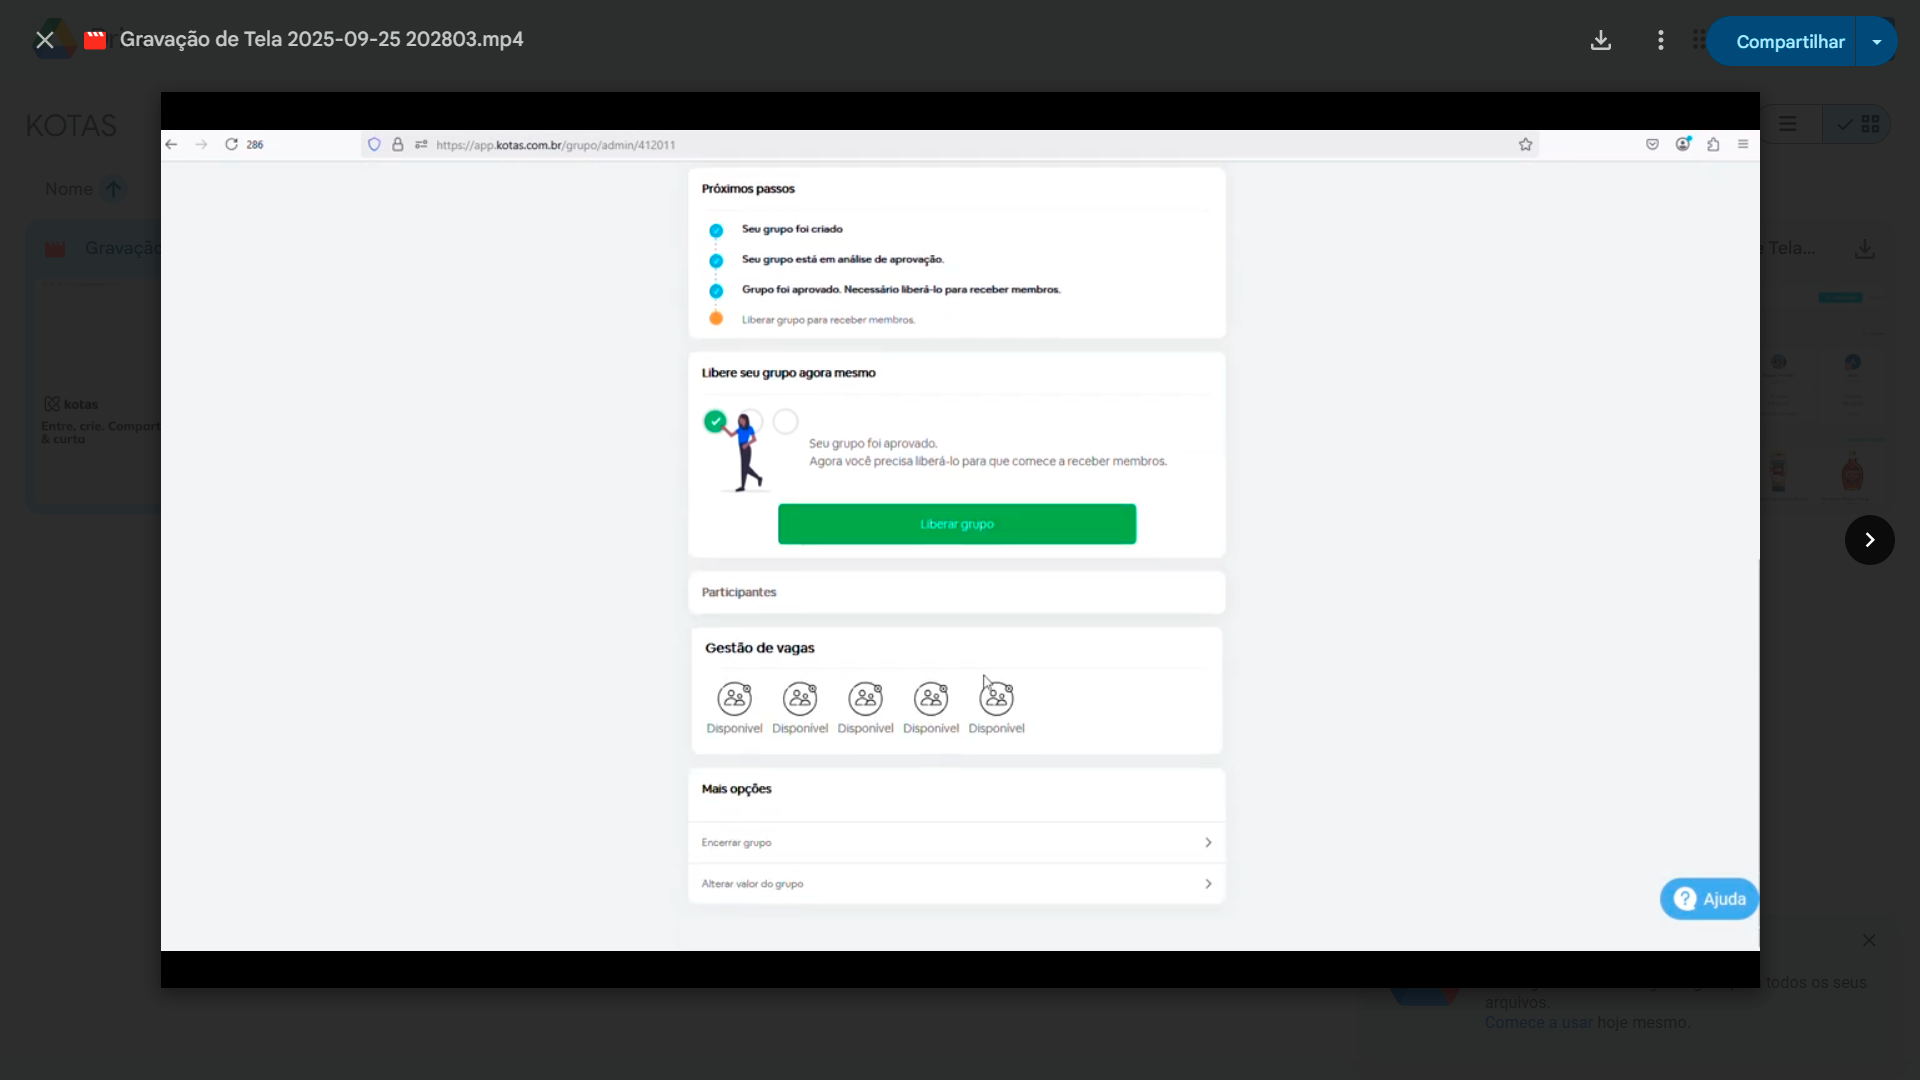 Gravação de Tela 2025-09-25 202803.mp4
Compartilhar
KOTAS
Nome
Gravação
Tela...
kotas
Entre, crie. Compart
& curta
286
https://app.kotas.com.br/grupo/admin/412011
Próximos passos
Seu grupo foi criado
Seu grupo está em análise de aprovação.
Grupo foi aprovado. Necessário liberá-lo para receber membros.
Liberar grupo para receber membros.
Libere seu grupo agora mesmo
Seu grupo foi aprovado.
Agora você precisa liberá-lo para que comece a receber membros.
Liberar grupo
Participantes
Gestão de vagas
Disponível Disponível Disponível Disponível Disponível
Mais opções
Encerrar grupo
Alterar valor do grupo
Ajuda
todos os seus
arquivos.
Comece a usar hoje mesmo.